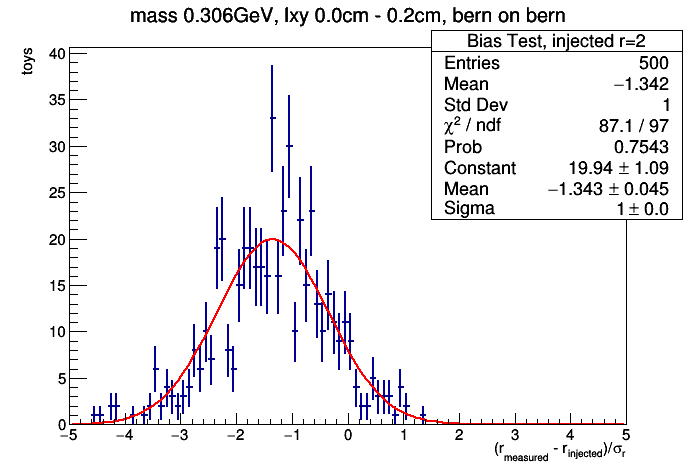 mass 0.306GeV, lxy 0.0cm - 0.2cm, bern on bern
Bias Test, injected r=2
Entries 500
Mean −1.342
Std Dev 1
χ² / ndf 87.1 / 97
Prob 0.7543
Constant 19.94 ± 1.09
Mean −1.343 ± 0.045
Sigma 1 ± 0.0
toys
40
35
30
25
20
15
10
5
0
−5 −4 −3 −2 −1 0 1 2 3 4 5
(r_measured - r_injected)/σ_r